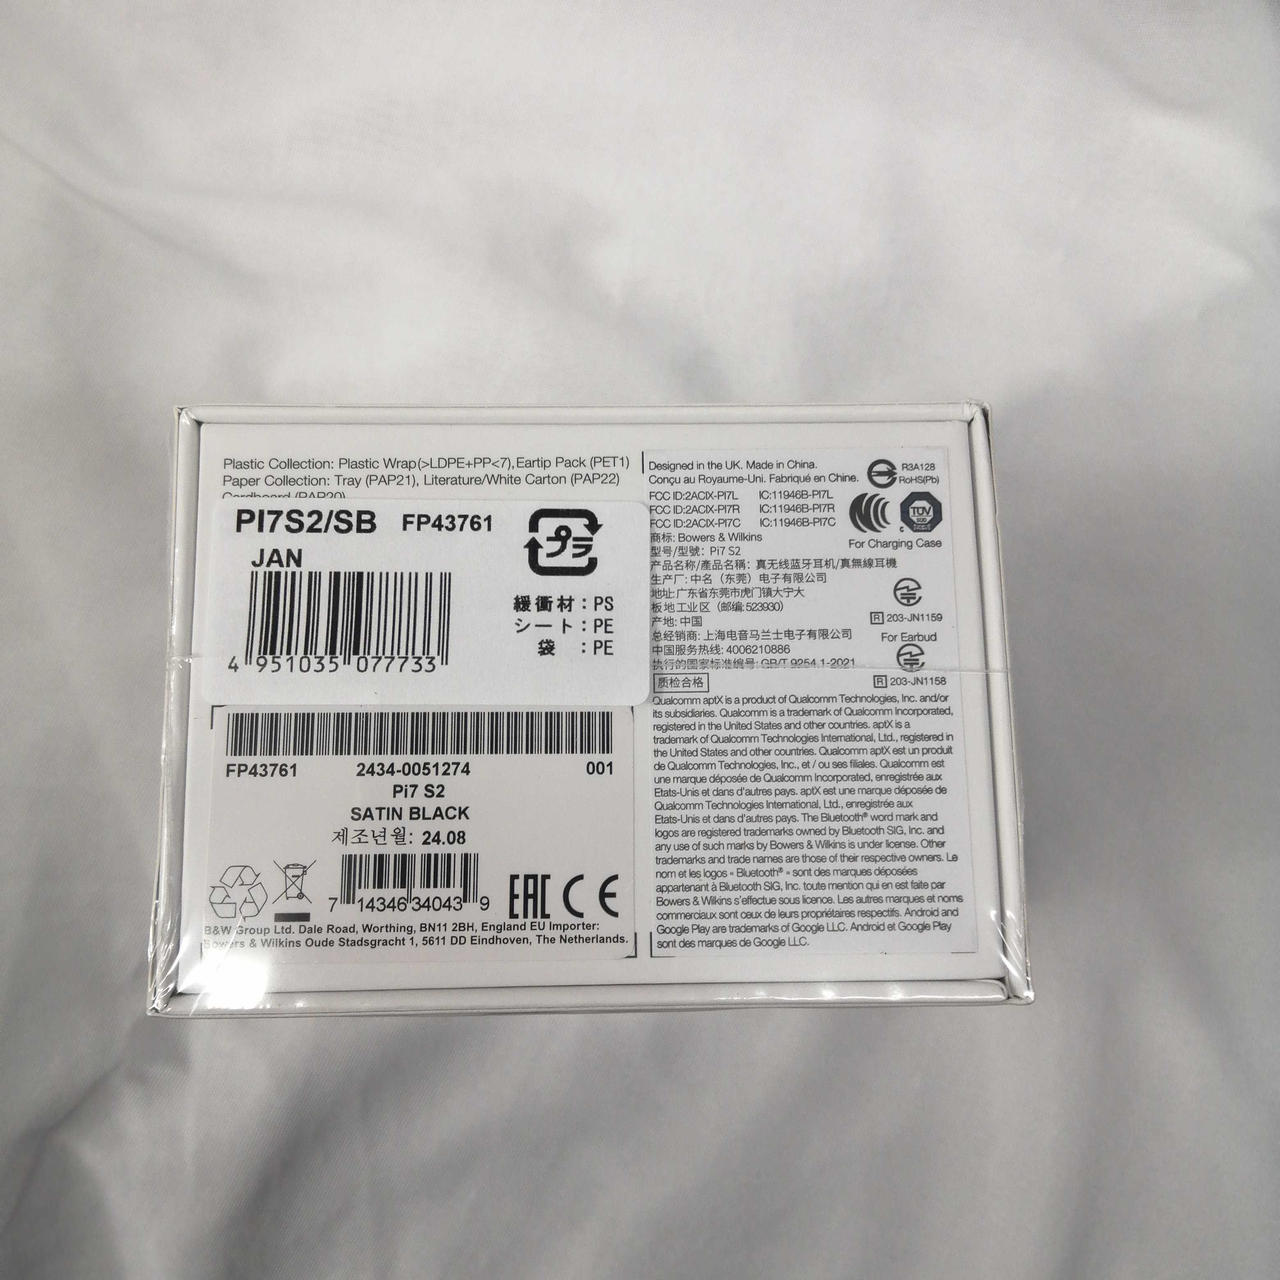 Plastic Collection: Plastic Wrap(>LDPE+PP<7), Eartip Pack (PET1)
Paper Collection: Tray (PAP21), Literature/White Carton (PAP22)
Cardboard (PAP20)
PI7S2/SB FP43761
JAN
4 951035 077733
プラ
緩衝材：PS
シート：PE
袋　：PE
FP43761 2434-0051274 001
Pi7 S2
SATIN BLACK
제조년월: 24.08
7 14346 34043 9
EAC CE
B&W Group Ltd. Dale Road, Worthing, BN11 2BH, England EU Importer:
Bowers & Wilkins Oude Stadsgracht 1, 5611 DD Eindhoven, The Netherlands.
Designed in the UK. Made in China.
Conçu au Royaume-Uni. Fabriqué en Chine.
R3A128
RoHS(Pb)
FCC ID:2ACIX-PI7L IC:11946B-PI7L
FCC ID:2ACIX-PI7R IC:11946B-PI7R
FCC ID:2ACIX-PI7C IC:11946B-PI7C
TÜV
For Charging Case
商标: Bowers & Wilkins
型号/型號: Pi7 S2
产品名称/產品名稱: 真无线蓝牙耳机/真無線耳機
生产厂: 中名（东莞）电子有限公司
地址: 广东省东莞市虎门镇大宁大
板地工业区（邮编: 523930）
产地: 中国
总经销商: 上海电音马兰士电子有限公司
中国服务热线: 4006210886
执行的国家标准编号: GB/T 9254.1-2021
质检合格
R 203-JN1159
For Earbud
R 203-JN1158
Qualcomm aptX is a product of Qualcomm Technologies, Inc. and/or
its subsidiaries. Qualcomm is a trademark of Qualcomm Incorporated,
registered in the United States and other countries. aptX is a
trademark of Qualcomm Technologies International, Ltd., registered in
the United States and other countries. Qualcomm aptX est un produit
de Qualcomm Technologies, Inc., et / ou ses filiales. Qualcomm est
une marque déposée de Qualcomm Incorporated, enregistrée aux
Etats-Unis et dans d'autres pays. aptX est une marque déposée de
Qualcomm Technologies International, Ltd., enregistrée aux
Etats-Unis et dans d'autres pays. The Bluetooth® word mark and
logos are registered trademarks owned by Bluetooth SIG, Inc. and
any use of such marks by Bowers & Wilkins is under license. Other
trademarks and trade names are those of their respective owners. Le
nom et les logos « Bluetooth® » sont des marques déposées
appartenant à Bluetooth SIG, Inc. toute mention qui en est faite par
Bowers & Wilkins s'effectue sous licence. Les autres marques et noms
commerciaux sont ceux de leurs propriétaires respectifs. Android and
Google Play are trademarks of Google LLC. Android et Google Play
sont des marques de Google LLC.